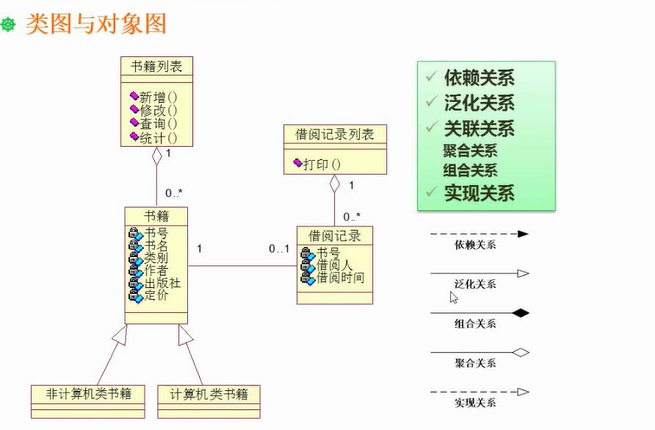 类图与对象图
书籍列表
新增()
修改()
查询()
统计()
1
0..*
书籍
书号
书名
类别
作者
出版社
定价
1
0..1
借阅记录列表
打印()
1
0..*
借阅记录
书号
借阅人
借阅时间
非计算机类书籍
计算机类书籍
依赖关系
泛化关系
关联关系
聚合关系
组合关系
实现关系
依赖关系
泛化关系
组合关系
聚合关系
实现关系